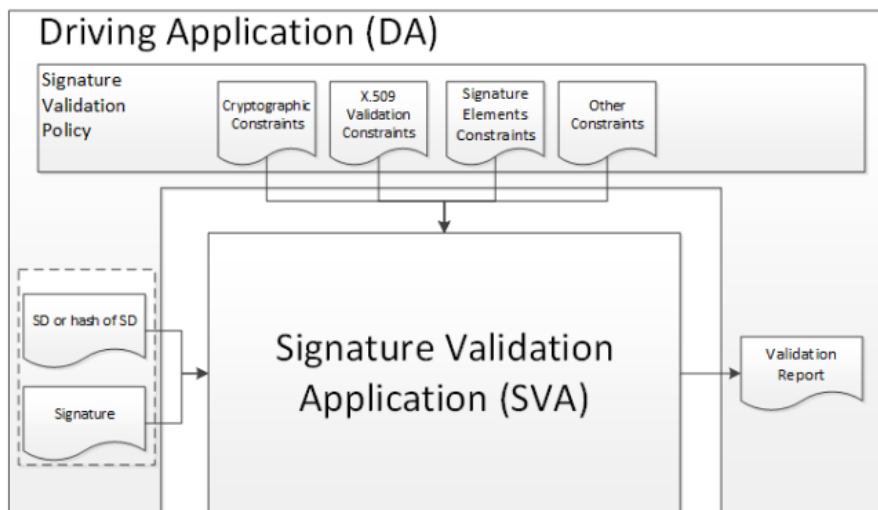 Driving Application (DA)
Signature
Validation
Policy
Cryptographic
Constraints
X.509
Validation
Constraints
Signature
Elements
Constraints
Other
Constraints
SD or hash of SD
Signature
Signature Validation
Application (SVA)
Validation
Report